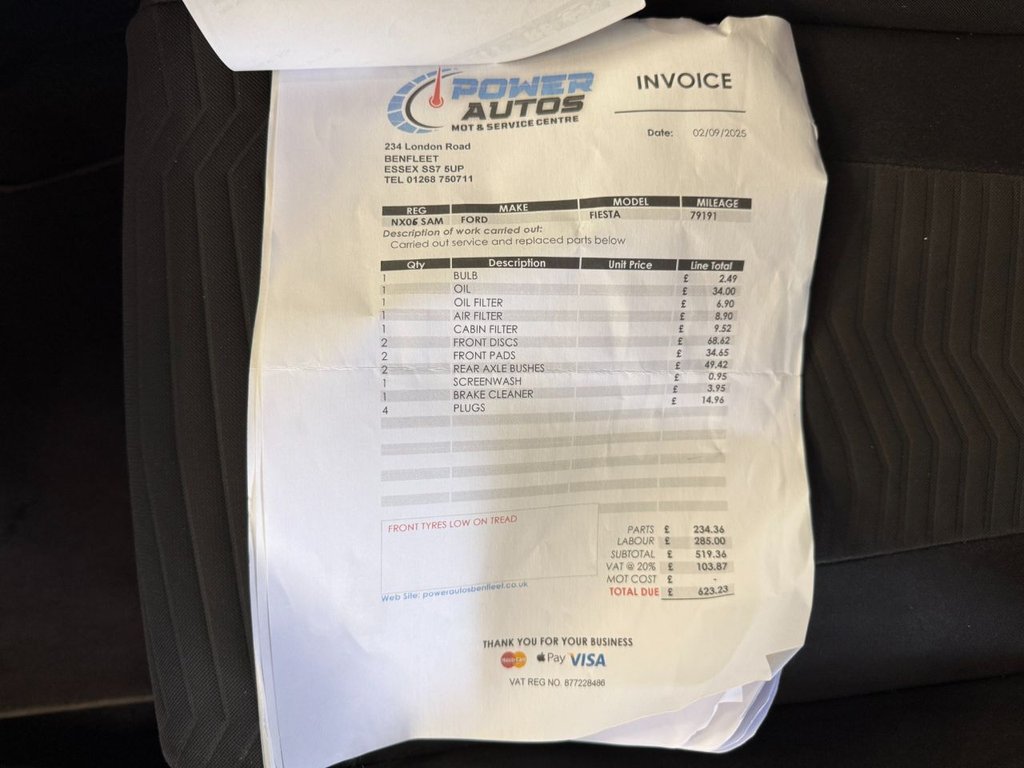 POWER
AUTOS
MOT & SERVICE CENTRE
INVOICE
Date: 02/09/2025
234 London Road
BENFLEET
ESSEX SS7 5UP
TEL 01268 750711
REG MAKE MODEL MILEAGE
NX06 SAM FORD FIESTA 79191
Description of work carried out:
Carried out service and replaced parts below
Qty Description Unit Price Line Total
1 BULB £ 2.49
1 OIL £ 34.00
1 OIL FILTER £ 6.90
1 AIR FILTER £ 8.90
1 CABIN FILTER £ 9.52
2 FRONT DISCS £ 68.62
2 FRONT PADS £ 34.65
2 REAR AXLE BUSHES £ 49.42
1 SCREENWASH £ 0.95
1 BRAKE CLEANER £ 3.95
4 PLUGS £ 14.96
FRONT TYRES LOW ON TREAD
PARTS £ 234.36
LABOUR £ 285.00
SUBTOTAL £ 519.36
VAT @ 20% £ 103.87
MOT COST £ -
TOTAL DUE £ 623.23
Web Site: powerautosbenfleet.co.uk
THANK YOU FOR YOUR BUSINESS
MasterCard Pay VISA
VAT REG NO. 877228486